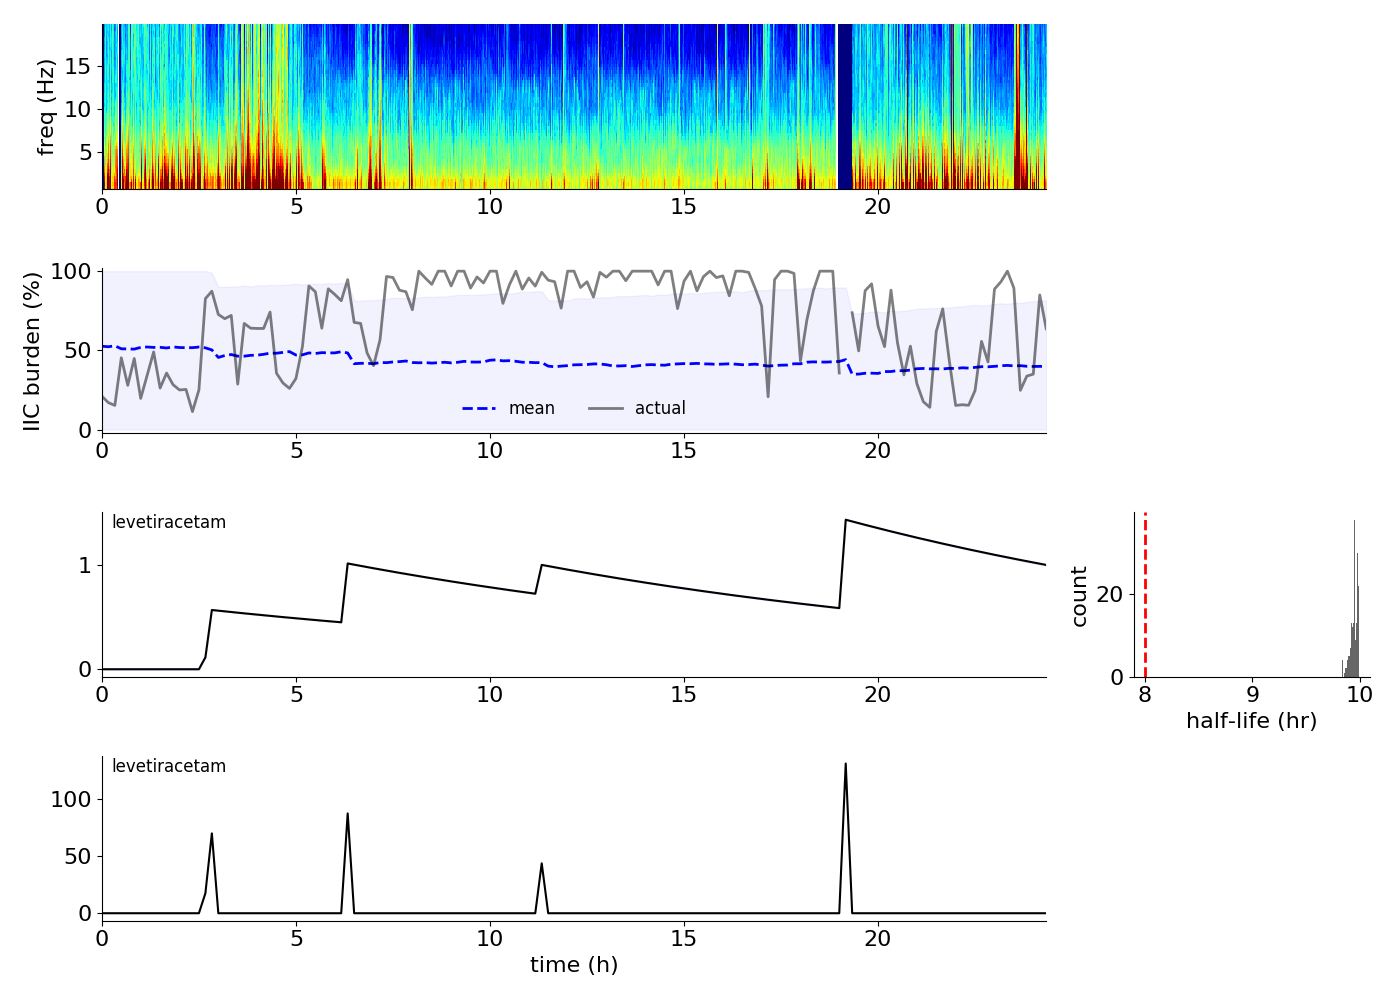 freq (Hz)
15
10
5
0 5 10 15 20
IIC burden (%)
100
50
0
mean actual
0 5 10 15 20
levetiracetam
1
0
0 5 10 15 20
count
20
0
8 9 10
half-life (hr)
levetiracetam
100
50
0
0 5 10 15 20
time (h)